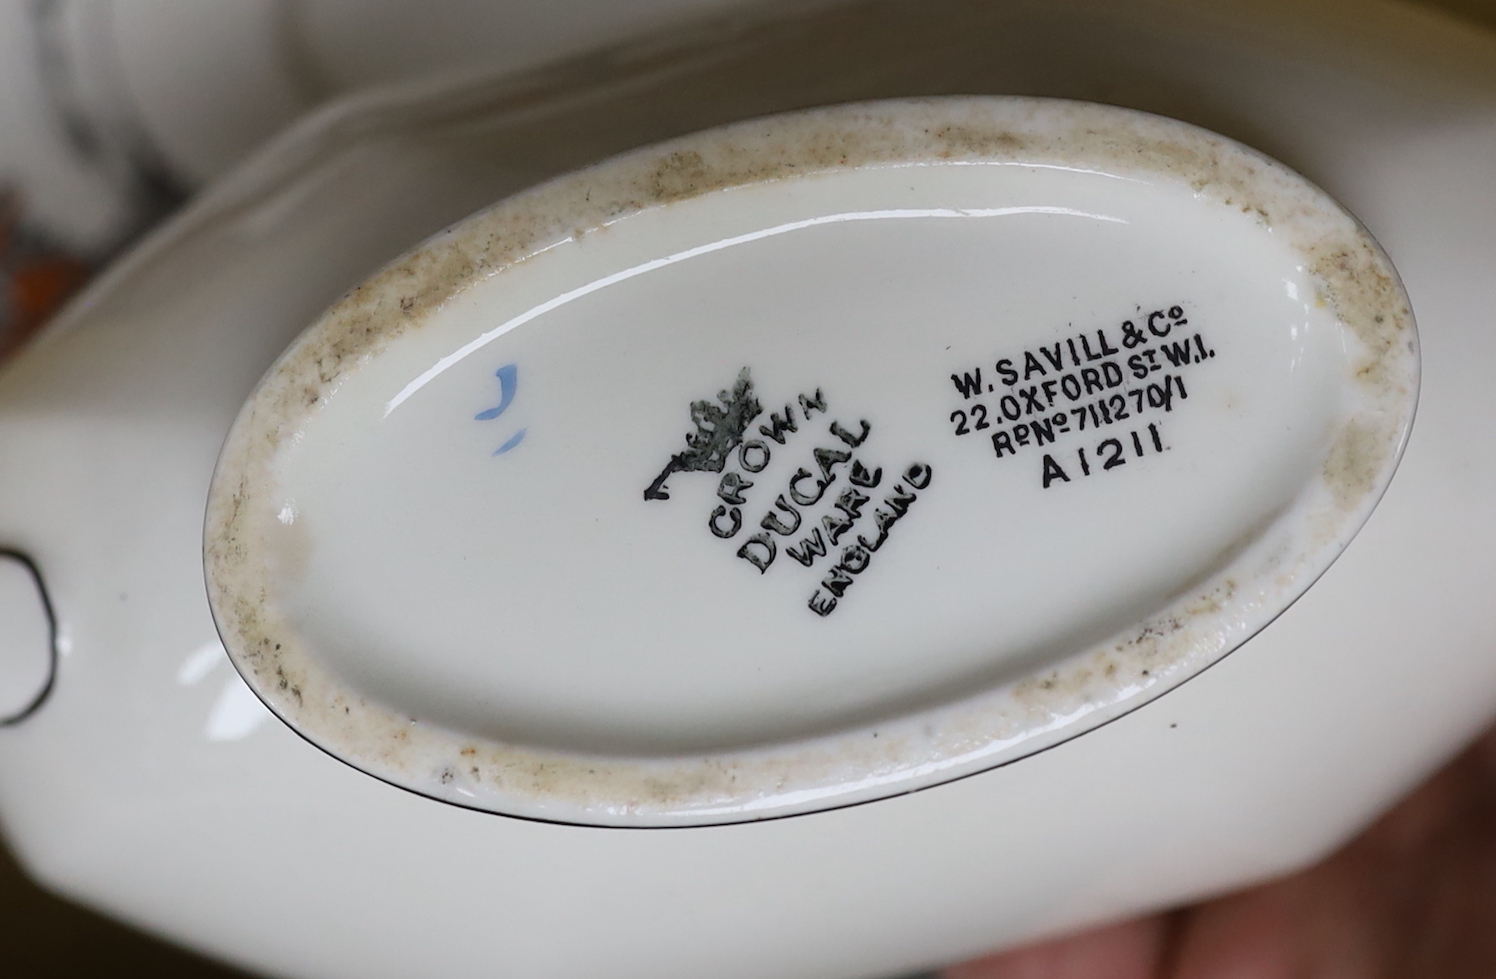 CROWN
DUCAL
WARE
ENGLAND
W. SAVILL & Cº
22. OXFORD ST W.1.
RD Nº 711270/1
A1211